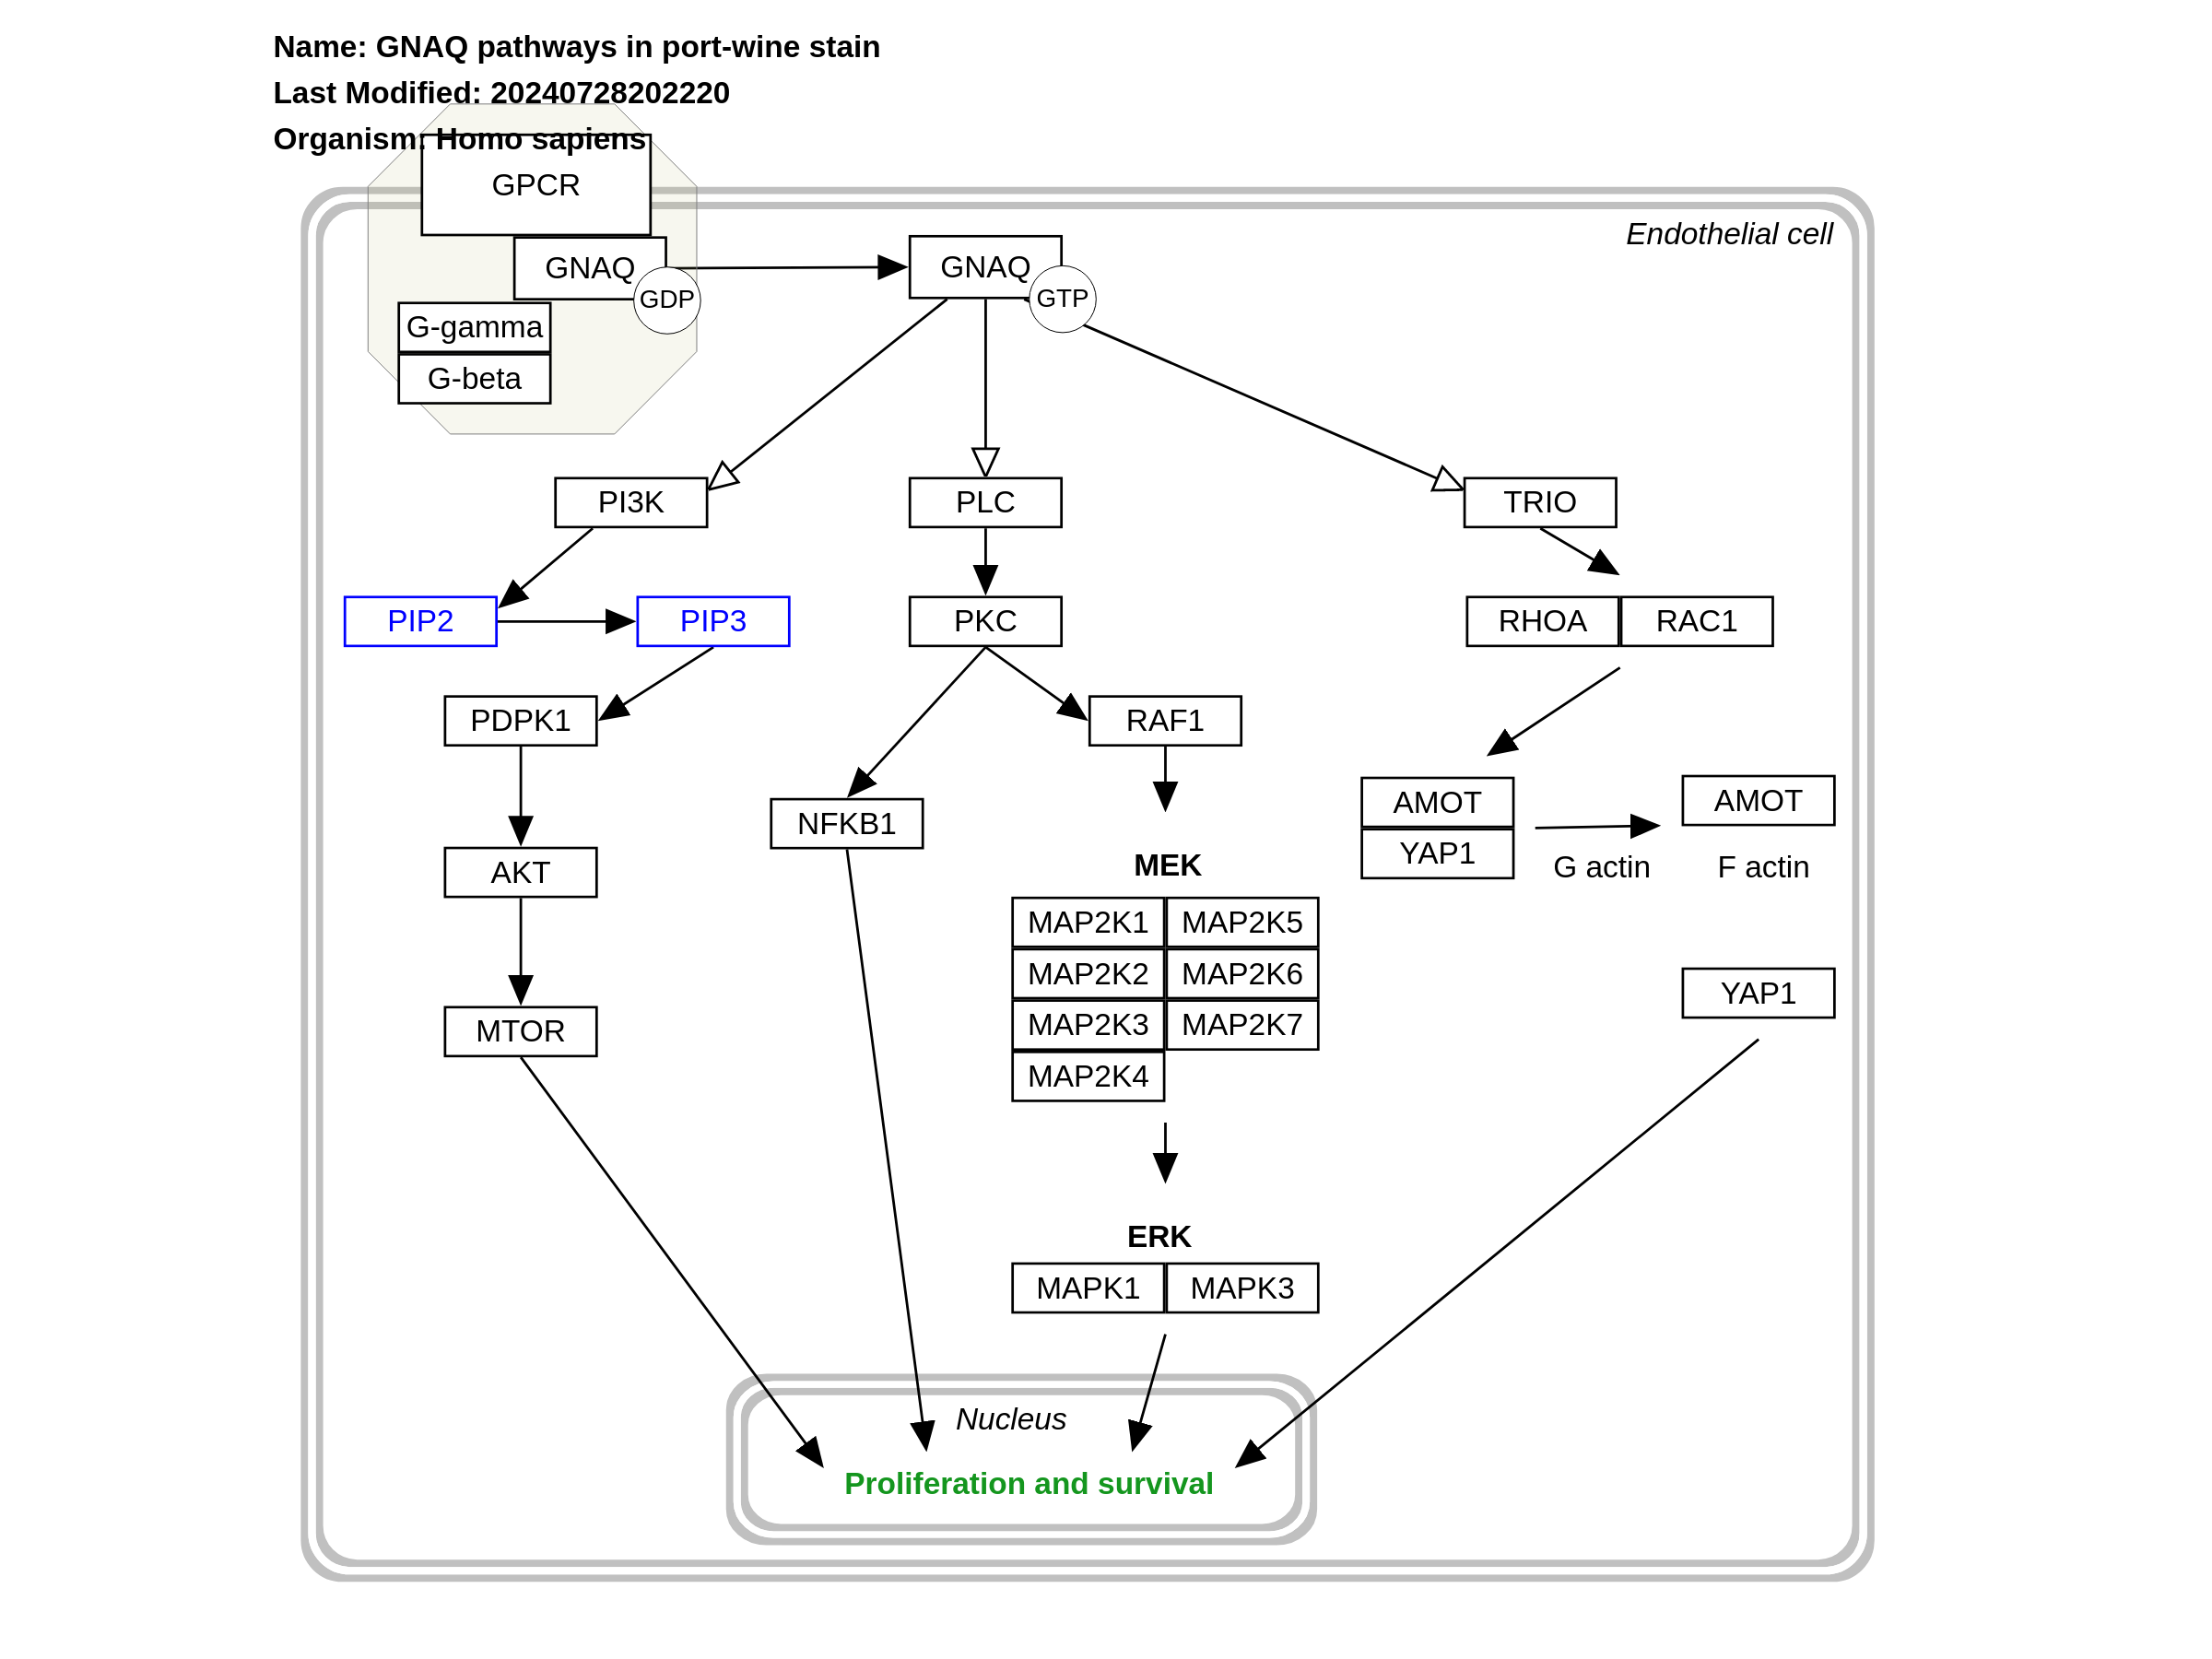 Name: GNAQ pathways in port-wine stain
Last Modified: 20240728202220
Organism: Homo sapiens
GPCR
Endothelial cell
GNAQ
GDP
GNAQ
GTP
G-gamma
G-beta
PI3K
PLC
TRIO
PIP2
PIP3
PKC
RHOA
RAC1
PDPK1
RAF1
NFKB1
AMOT
YAP1
AMOT
G actin
F actin
AKT
MEK
MAP2K1
MAP2K5
MAP2K2
MAP2K6
MAP2K3
MAP2K7
MAP2K4
YAP1
MTOR
ERK
MAPK1
MAPK3
Nucleus
Proliferation and survival